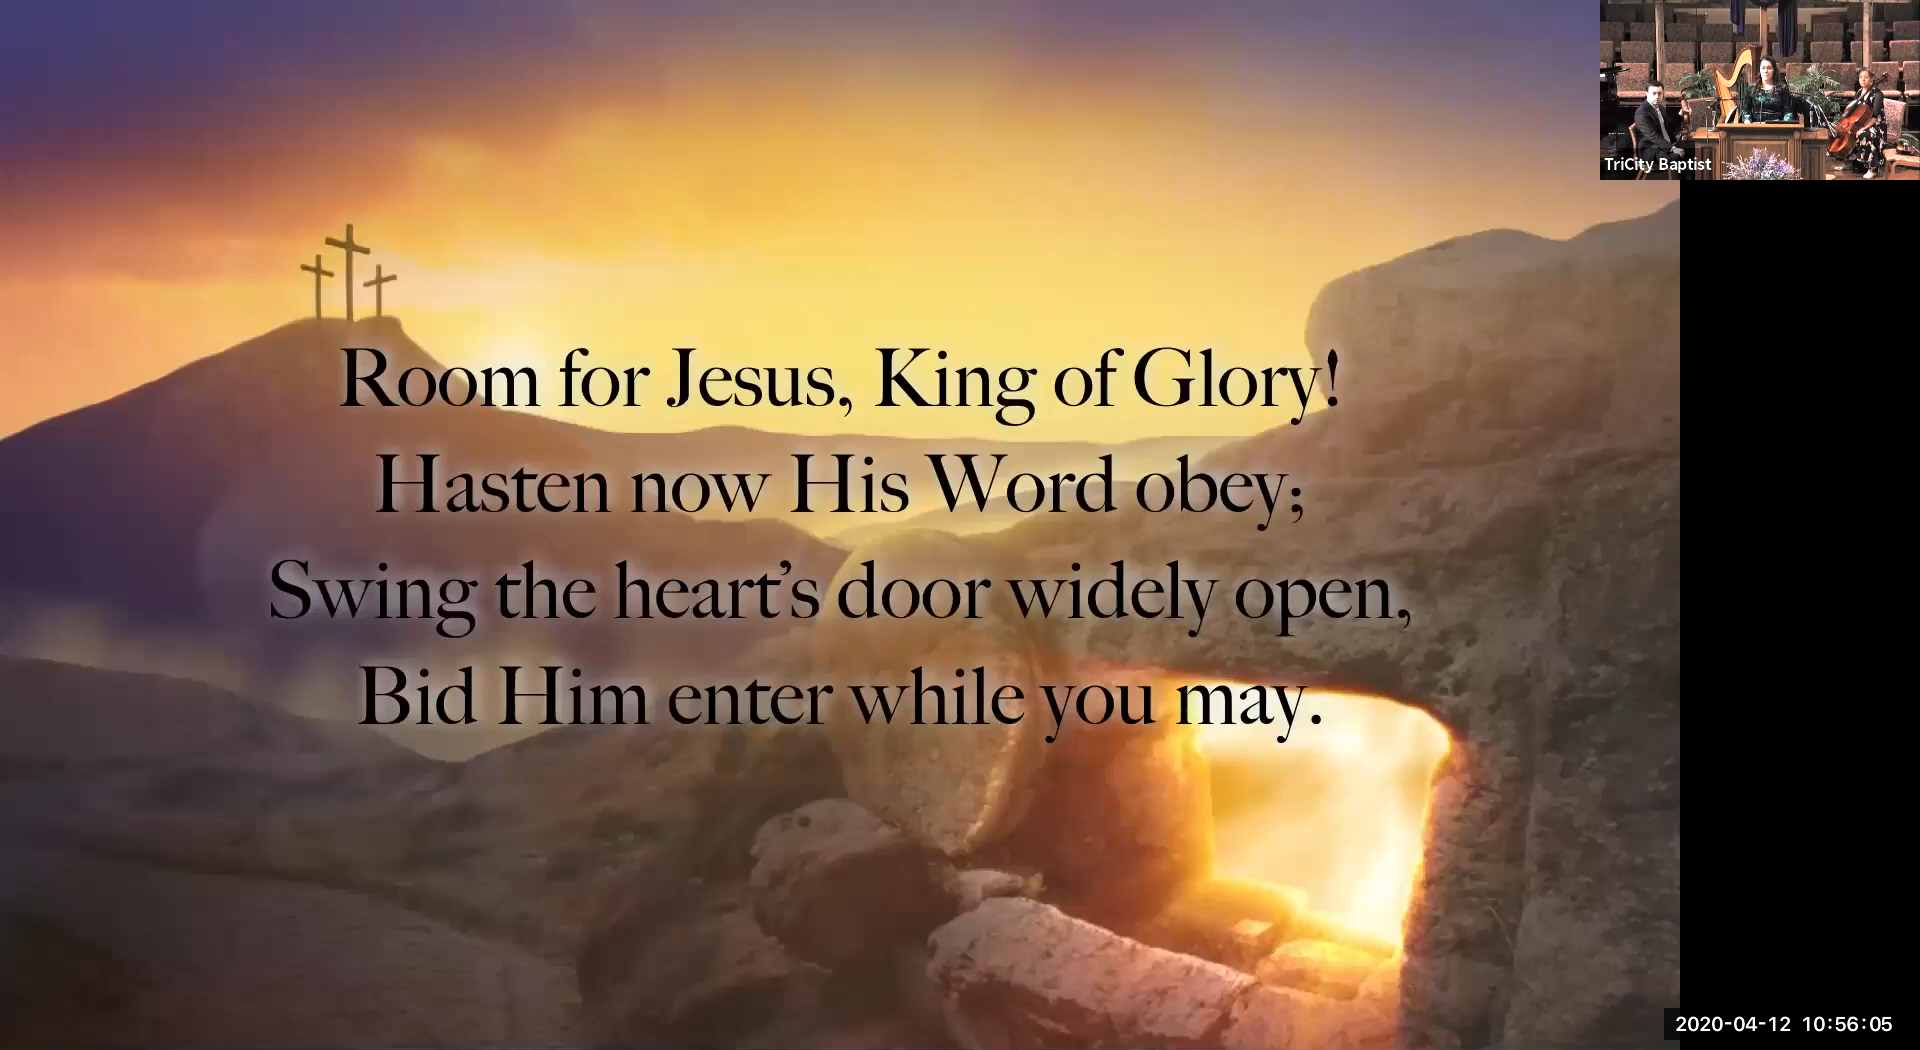 Room for Jesus, King of Glory!
Hasten now His Word obey;
Swing the heart’s door widely open,
Bid Him enter while you may.
TriCity Baptist
2020-04-12 10:56:05